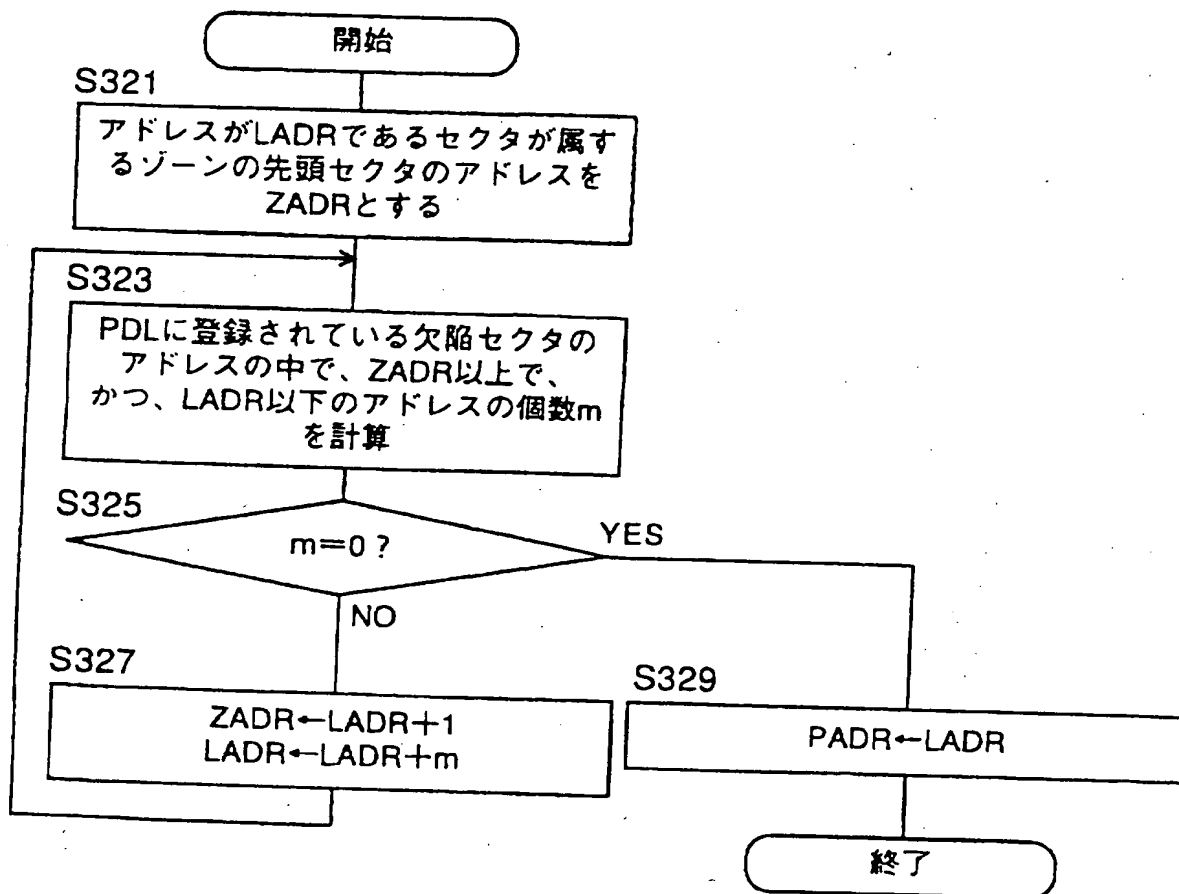 開始
S321
アドレスがLADRであるセクタが属す
るゾーンの先頭セクタのアドレスを
ZADRとする
S323
PDLに登録されている欠陥セクタの
アドレスの中で、ZADR以上で、
かつ、LADR以下のアドレスの個数m
を計算
S325
m=0?
YES
NO
S327
ZADR←LADR+1
LADR←LADR+m
S329
PADR←LADR
終了